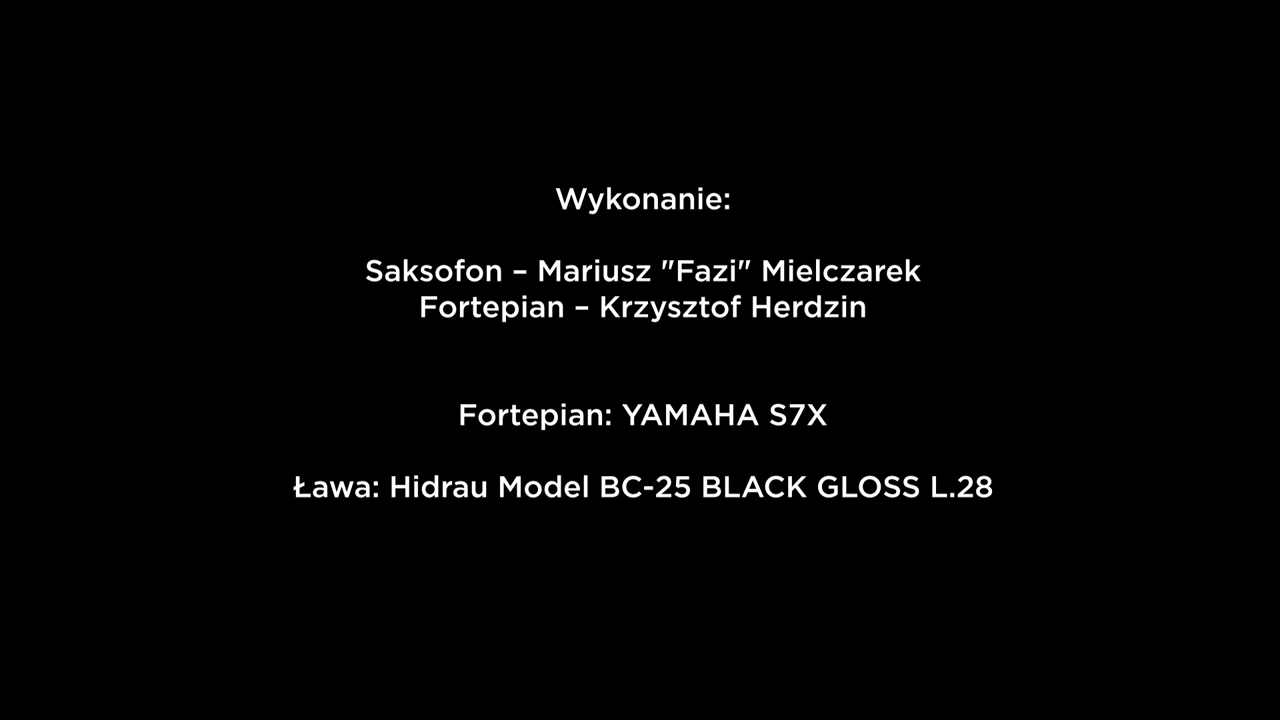 Wykonanie:
Saksofon – Mariusz "Fazi" Mielczarek
Fortepian – Krzysztof Herdzin
Fortepian: YAMAHA S7X
Ława: Hidrau Model BC-25 BLACK GLOSS L.28